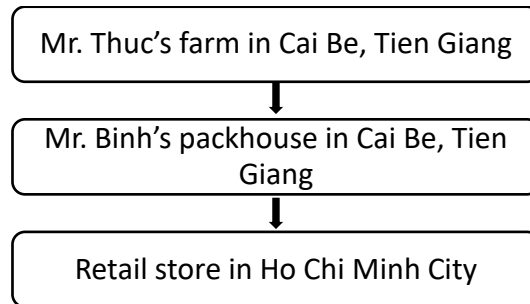 Mr. Thuc’s farm in Cai Be, Tien Giang
Mr. Binh’s packhouse in Cai Be, Tien
Giang
Retail store in Ho Chi Minh City